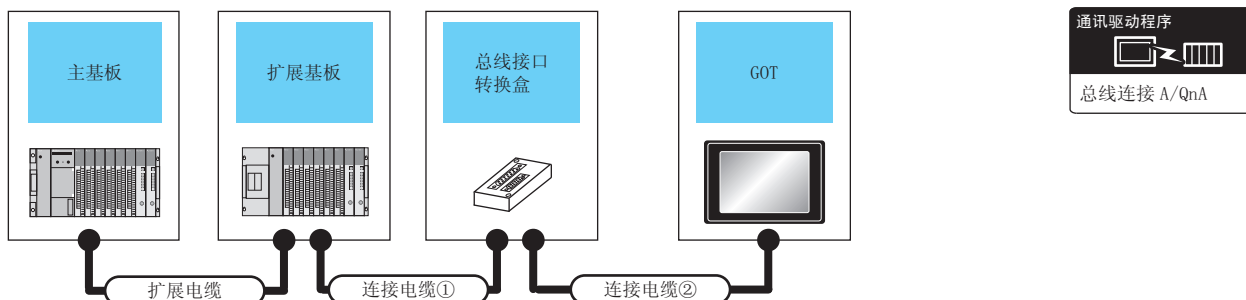 主基板
扩展基板
总线接口
转换盒
GOT
通讯驱动程序
总线连接 A/QnA
扩展电缆
连接电缆①
连接电缆②